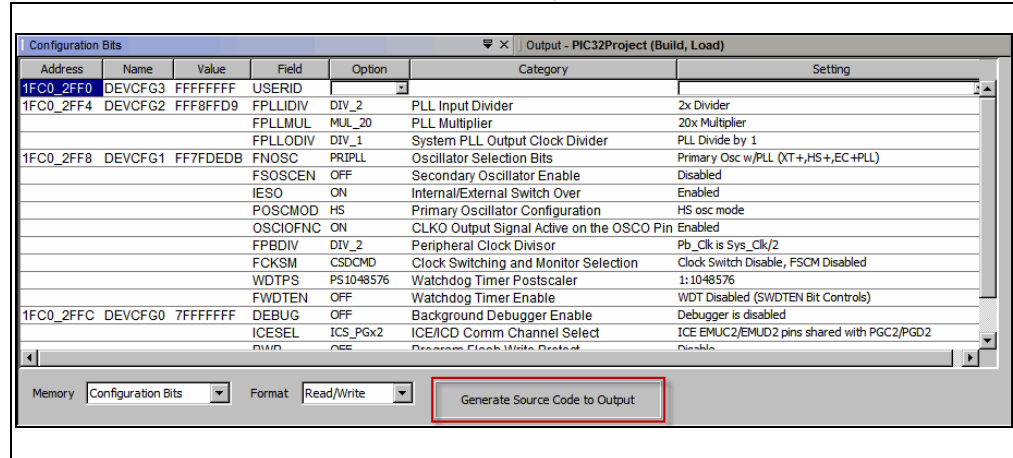 Configuration Bits Output - PIC32Project (Build, Load)
Address Name Value Field Option Category Setting
1FC0_2FF0 DEVCFG3 FFFFFFFF USERID
1FC0_2FF4 DEVCFG2 FFF8FFD9 FPLLIDIV DIV_2 PLL Input Divider 2x Divider
FPLLMUL MUL_20 PLL Multiplier 20x Multiplier
FPLLODIV DIV_1 System PLL Output Clock Divider PLL Divide by 1
1FC0_2FF8 DEVCFG1 FF7FDEDB FNOSC PRIPLL Oscillator Selection Bits Primary Osc w/PLL (XT+,HS+,EC+PLL)
FSOSCEN OFF Secondary Oscillator Enable Disabled
IESO ON Internal/External Switch Over Enabled
POSCMOD HS Primary Oscillator Configuration HS osc mode
OSCIOFNC ON CLKO Output Signal Active on the OSCO Pin Enabled
FPBDIV DIV_2 Peripheral Clock Divisor Pb_Clk is Sys_Clk/2
FCKSM CSDCMD Clock Switching and Monitor Selection Clock Switch Disable, FSCM Disabled
WDTPS PS1048576 Watchdog Timer Postscaler 1:1048576
FWDTEN OFF Watchdog Timer Enable WDT Disabled (SWDTEN Bit Controls)
1FC0_2FFC DEVCFG0 7FFFFFFF DEBUG OFF Background Debugger Enable Debugger is disabled
ICESEL ICS_PGx2 ICE/ICD Comm Channel Select ICE EMUC2/EMUD2 pins shared with PGC2/PGD2
PWP OFF Program Flash Write Protect Disable
Memory Configuration Bits Format Read/Write Generate Source Code to Output